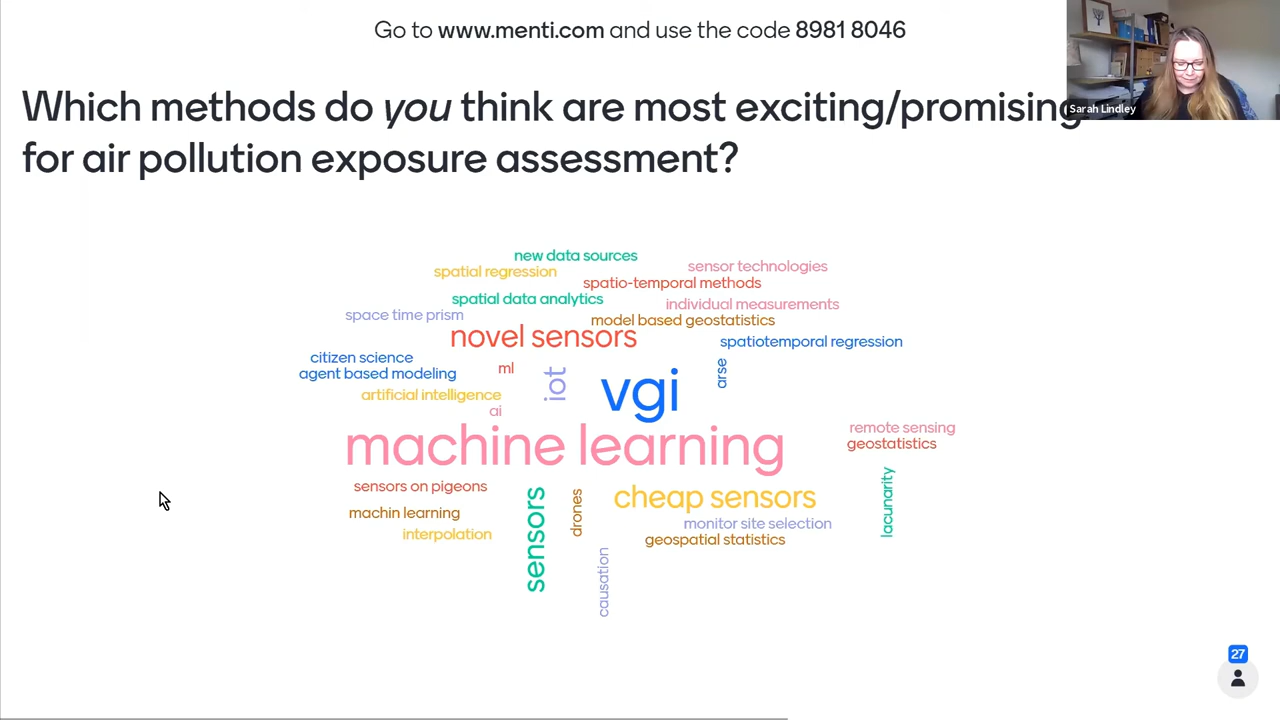 Go to www.menti.com and use the code 8981 8046
Sarah Lindley
Which methods do you think are most exciting/promising
for air pollution exposure assessment?
new data sources
sensor technologies
spatial regression
spatio-temporal methods
spatial data analytics
individual measurements
space time prism
model based geostatistics
novel sensors
spatiotemporal regression
citizen science
ml
arse
agent based modeling
iot
vgi
artificial intelligence
ai
remote sensing
machine learning
geostatistics
sensors on pigeons
sensors
drones
cheap sensors
lacunarity
machin learning
monitor site selection
interpolation
geospatial statistics
causation
27